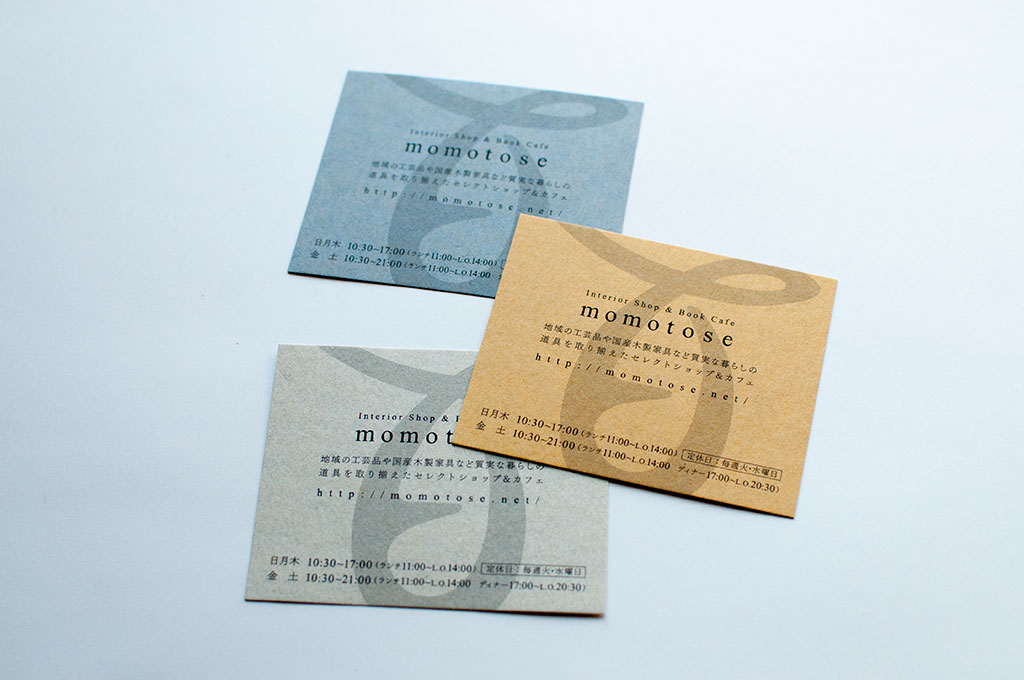 Interior Shop & Book Cafe
momotose
地域の工芸品や国産木製家具など質実な暮らしの
道具を取り揃えたセレクトショップ&カフェ
http://momotose.net/
日月木 10:30~17:00(ランチ11:00~L.O.14:00)
金 土 10:30~21:00(ランチ11:00~L.O.14:00
Interior Shop & Book Cafe
momotose
地域の工芸品や国産木製家具など質実な暮らしの
道具を取り揃えたセレクトショップ&カフェ
http://momotose.net/
日月木 10:30~17:00(ランチ11:00~L.O.14:00) 定休日:毎週火・水曜日
金 土 10:30~21:00(ランチ11:00~L.O.14:00 ディナー17:00~L.O.20:30)
Interior Shop &
momot
地域の工芸品や国産木製家具など質実な暮らしの
道具を取り揃えたセレクトショップ&カフェ
http://momotose.net/
日月木 10:30~17:00(ランチ11:00~L.O.14:00) 定休日:毎週火・水曜日
金 土 10:30~21:00(ランチ11:00~L.O.14:00 ディナー17:00~L.O.20:30)